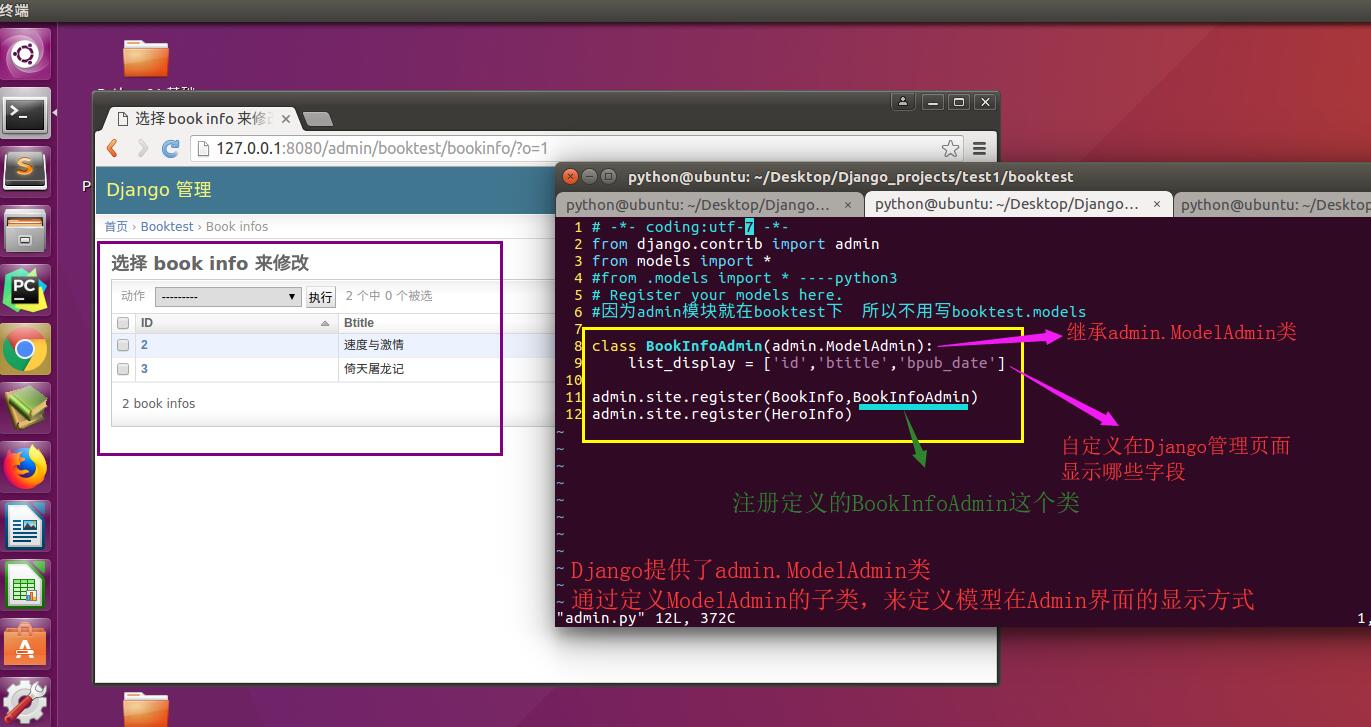 终端
选择 book info 来修
127.0.0.1:8080/admin/booktest/bookinfo/?o=1
Django 管理
首页 › Booktest › Book infos
选择 book info 来修改
动作 --------- 执行 2 个中 0 个被选
ID Btitle
2 速度与激情
3 倚天屠龙记
2 book infos
python@ubuntu: ~/Desktop/Django_projects/test1/booktest
python@ubuntu: ~/Desktop/Django... × python@ubuntu: ~/Desktop/Django... × python@ubuntu: ~/Desktop
1 # -*- coding:utf-7 -*-
2 from django.contrib import admin
3 from models import *
4 #from .models import * ----python3
5 # Register your models here.
6 #因为admin模块就在booktest下 所以不用写booktest.models
7
8 class BookInfoAdmin(admin.ModelAdmin):
9 list_display = ['id','btitle','bpub_date']
10
11 admin.site.register(BookInfo,BookInfoAdmin)
12 admin.site.register(HeroInfo)
继承admin.ModelAdmin类
自定义在Django管理页面
显示哪些字段
注册定义的BookInfoAdmin这个类
Django提供了admin.ModelAdmin类
通过定义ModelAdmin的子类，来定义模型在Admin界面的显示方式
"admin.py" 12L, 372C 1,